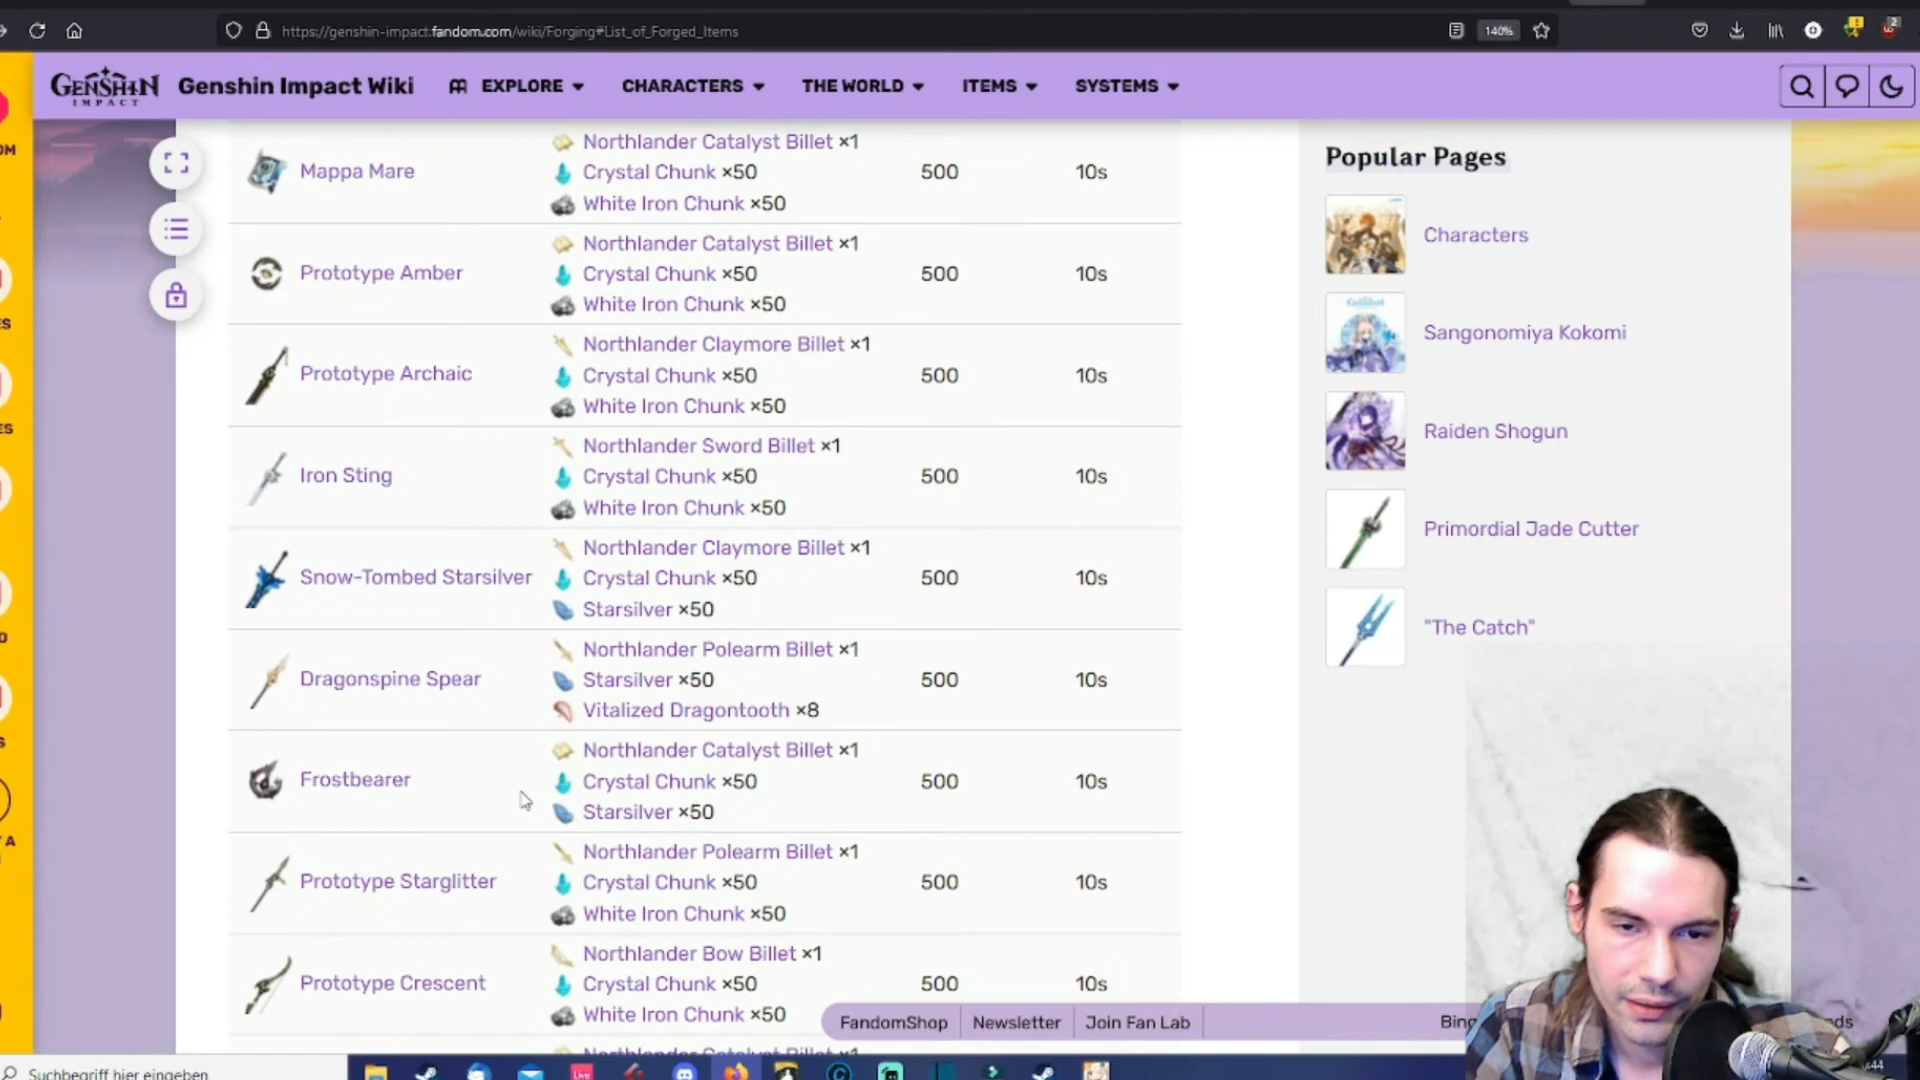 https://genshin-impact.fandom.com/wiki/Forging#List_of_Forged_Items
140%
2
GENSHIN
IMPACT
Genshin Impact Wiki
EXPLORE
CHARACTERS
THE WORLD
ITEMS
SYSTEMS
Mappa Mare
Northlander Catalyst Billet ×1
Crystal Chunk ×50
White Iron Chunk ×50
500
10s
Prototype Amber
Northlander Catalyst Billet ×1
Crystal Chunk ×50
White Iron Chunk ×50
500
10s
Prototype Archaic
Northlander Claymore Billet ×1
Crystal Chunk ×50
White Iron Chunk ×50
500
10s
Iron Sting
Northlander Sword Billet ×1
Crystal Chunk ×50
White Iron Chunk ×50
500
10s
Snow-Tombed Starsilver
Northlander Claymore Billet ×1
Crystal Chunk ×50
Starsilver ×50
500
10s
Dragonspine Spear
Northlander Polearm Billet ×1
Starsilver ×50
Vitalized Dragontooth ×8
500
10s
Frostbearer
Northlander Catalyst Billet ×1
Crystal Chunk ×50
Starsilver ×50
500
10s
Prototype Starglitter
Northlander Polearm Billet ×1
Crystal Chunk ×50
White Iron Chunk ×50
500
10s
Prototype Crescent
Northlander Bow Billet ×1
Crystal Chunk ×50
White Iron Chunk ×50
500
10s
Northlander Catalyst Billet ×1
Popular Pages
Characters
Sangonomiya Kokomi
Raiden Shogun
Primordial Jade Cutter
"The Catch"
FandomShop
Newsletter
Join Fan Lab
Suchbegriff hier eingeben
Live